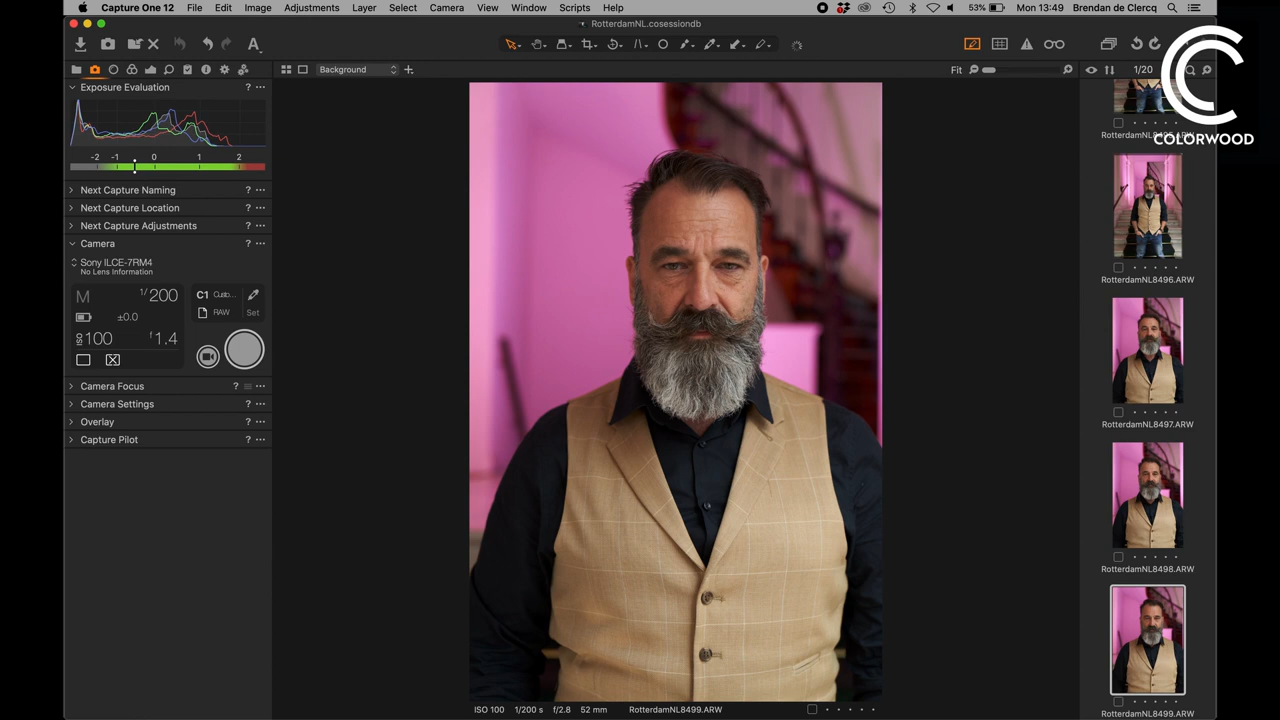 Capture One 12 File Edit Image Adjustments Layer Select Camera View Window Scripts Help 53% Mon 13:49 Brendan de Clercq
RotterdamNL.cosessiondb
Background
Fit
1/20
COLORWOOD
Exposure Evaluation ?
-2 -1 0 1 2
Next Capture Naming ?
Next Capture Location ?
Next Capture Adjustments ?
Camera ?
Sony ILCE-7RM4
No Lens Information
M 1/200
±0.0
ISO 100 f1.4
C1 Custo...
RAW Set
Camera Focus ?
Camera Settings ?
Overlay ?
Capture Pilot ?
ISO 100 1/200 s f/2.8 52 mm RotterdamNL8499.ARW
RotterdamNL8495.ARW
RotterdamNL8496.ARW
RotterdamNL8497.ARW
RotterdamNL8498.ARW
RotterdamNL8499.ARW